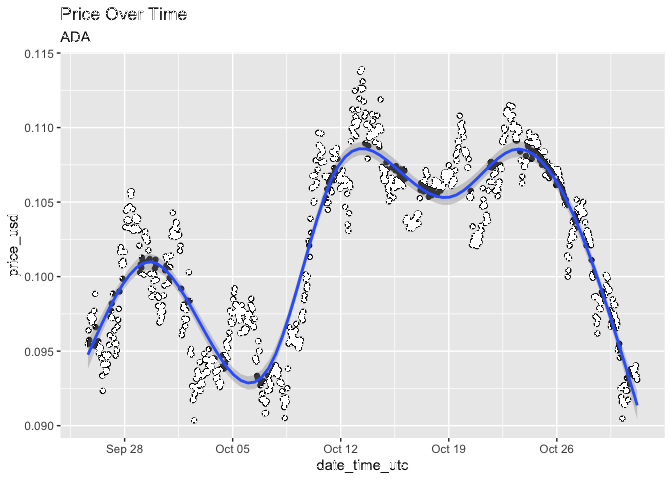 Price Over Time
ADA
0.115
0.110
0.105
0.100
0.095
0.090
price_usd
Sep 28
Oct 05
Oct 12
Oct 19
Oct 26
date_time_utc